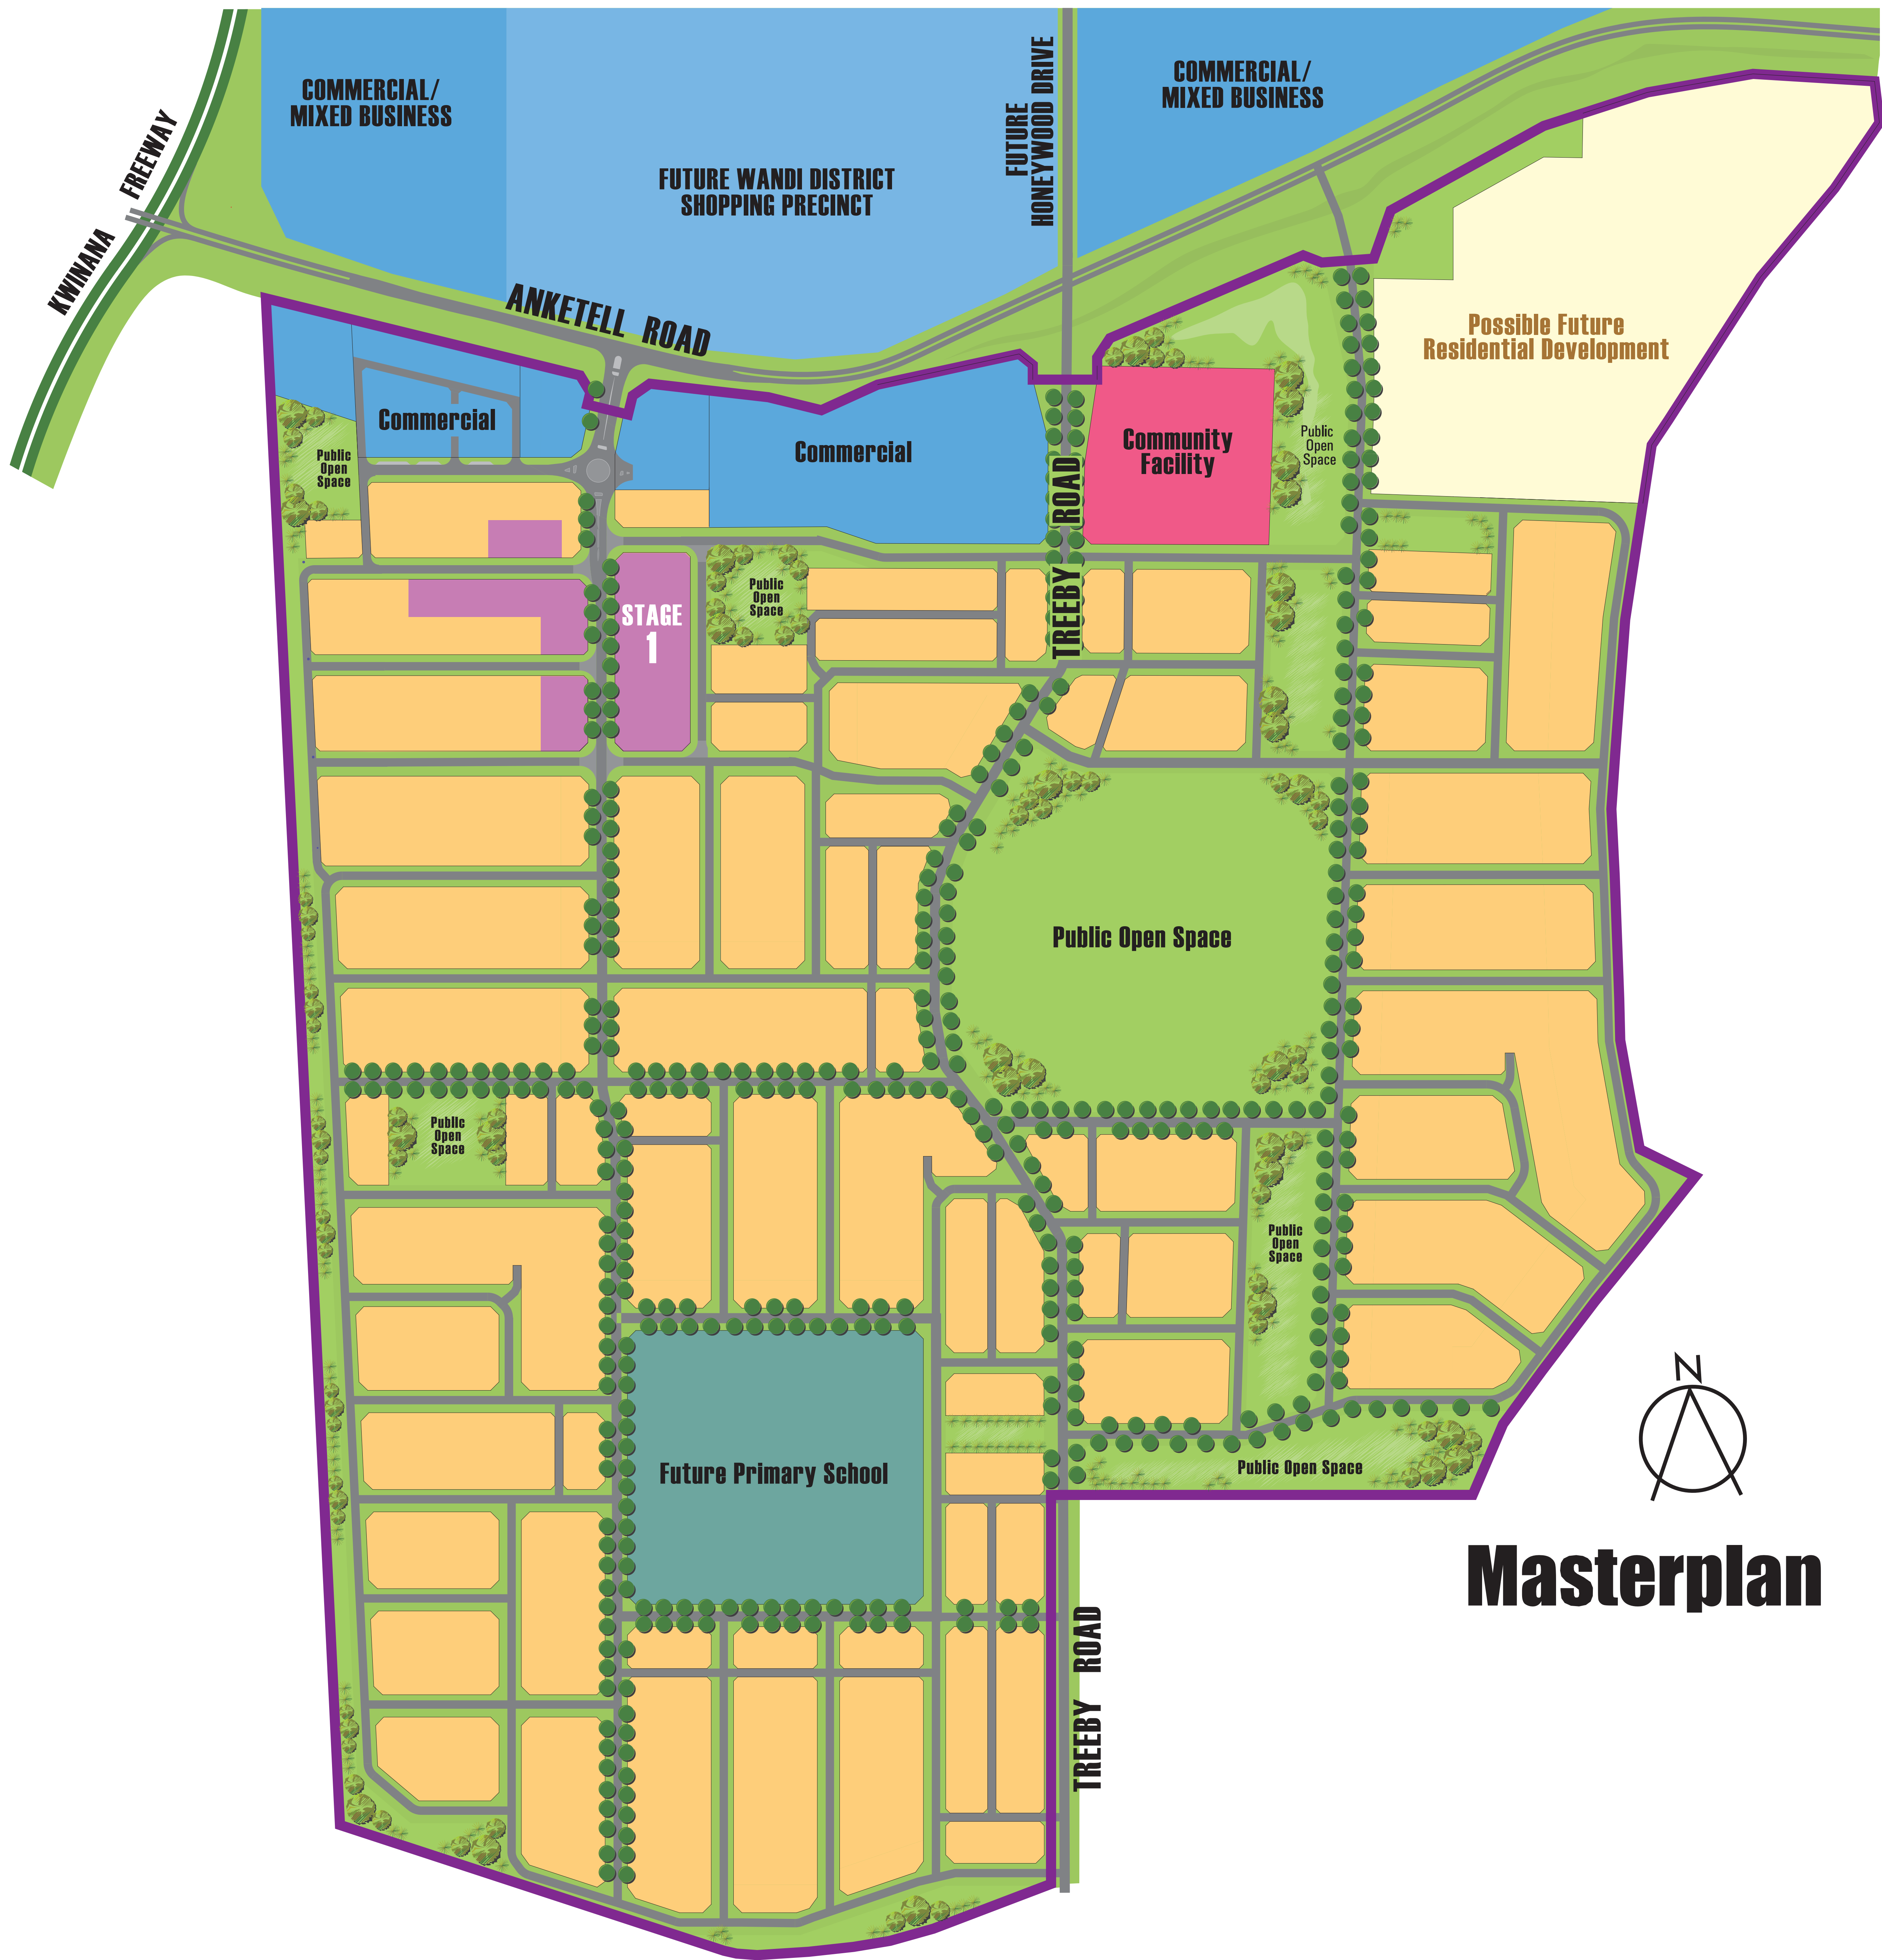 COMMERCIAL/
MIXED BUSINESS
FUTURE WANDI DISTRICT
SHOPPING PRECINCT
FUTURE
HONEYWOOD DRIVE
COMMERCIAL/
MIXED BUSINESS
KWINANA FREEWAY
ANKETELL ROAD
Possible Future
Residential Development
Commercial
Commercial
Community
Facility
Public
Open
Space
Public
Open
Space
TREEBY ROAD
STAGE
1
Public
Open
Space
Public Open Space
Public
Open
Space
Public
Open
Space
Future Primary School
Public Open Space
N
Masterplan
TREEBY ROAD